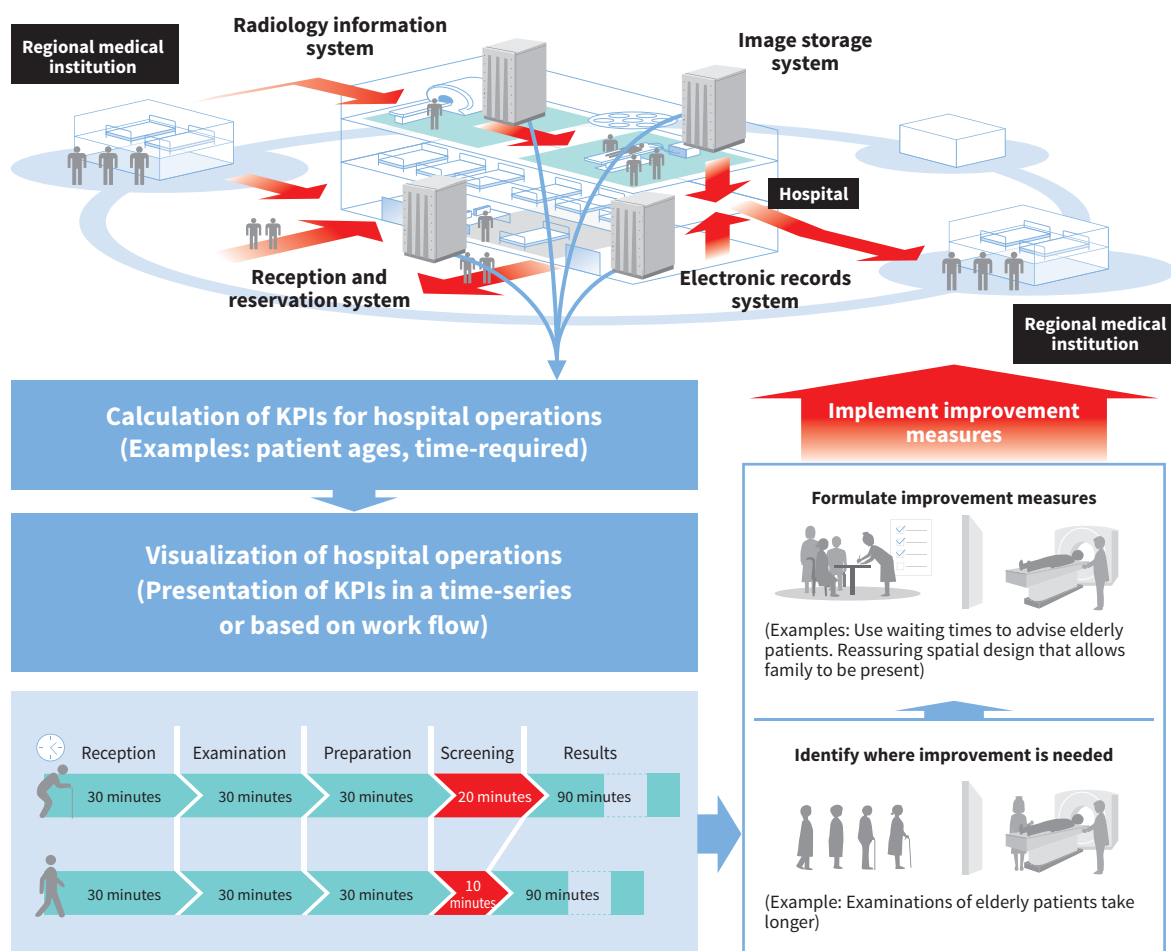 Regional medical
institution
Radiology information
system
Image storage
system
Hospital
Reception and
reservation system
Electronic records
system
Regional medical
institution
Calculation of KPIs for hospital operations
(Examples: patient ages, time-required)
Visualization of hospital operations
(Presentation of KPIs in a time-series
or based on work flow)
Reception
Examination
Preparation
Screening
Results
30 minutes
30 minutes
30 minutes
20 minutes
90 minutes
30 minutes
30 minutes
30 minutes
10
minutes
90 minutes
Implement improvement
measures
Formulate improvement measures
(Examples: Use waiting times to advise elderly
patients. Reassuring spatial design that allows
family to be present)
Identify where improvement is needed
(Example: Examinations of elderly patients take
longer)